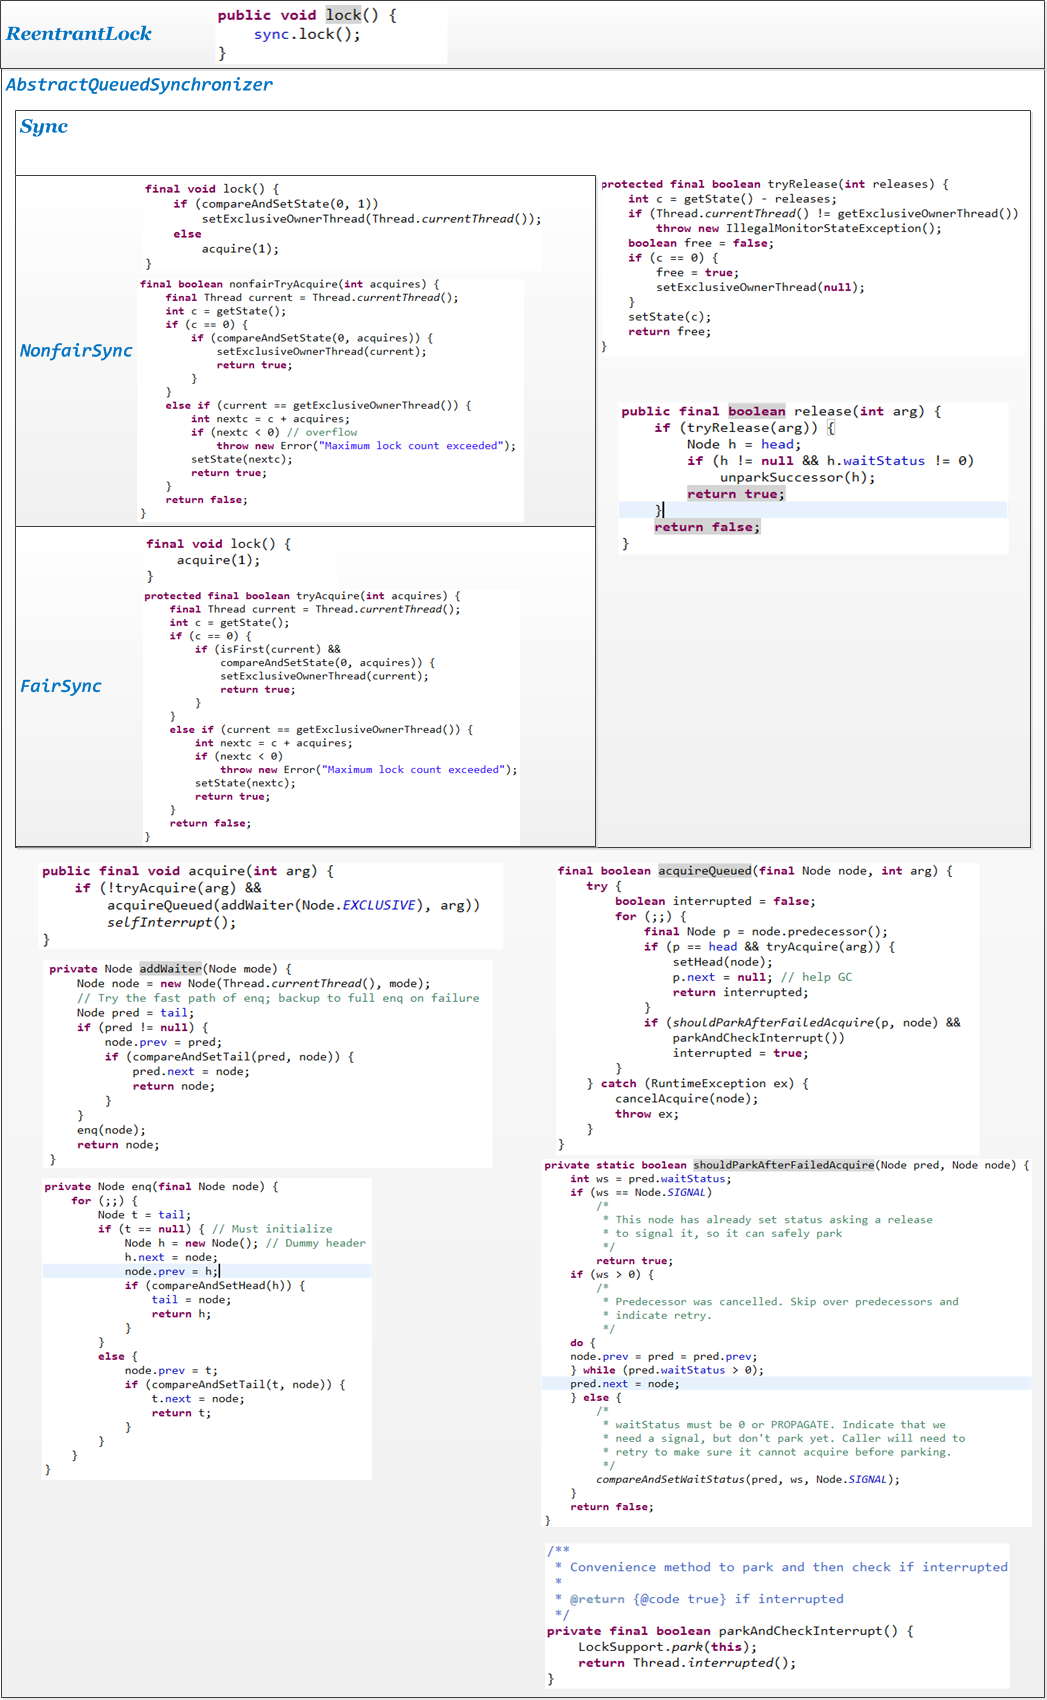 ReentrantLock
public void lock() {
    sync.lock();
}
AbstractQueuedSynchronizer
Sync
NonfairSync
final void lock() {
    if (compareAndSetState(0, 1))
        setExclusiveOwnerThread(Thread.currentThread());
    else
        acquire(1);
}
final boolean nonfairTryAcquire(int acquires) {
    final Thread current = Thread.currentThread();
    int c = getState();
    if (c == 0) {
        if (compareAndSetState(0, acquires)) {
            setExclusiveOwnerThread(current);
            return true;
        }
    }
    else if (current == getExclusiveOwnerThread()) {
        int nextc = c + acquires;
        if (nextc < 0) // overflow
            throw new Error("Maximum lock count exceeded");
        setState(nextc);
        return true;
    }
    return false;
}
FairSync
final void lock() {
    acquire(1);
}
protected final boolean tryAcquire(int acquires) {
    final Thread current = Thread.currentThread();
    int c = getState();
    if (c == 0) {
        if (isFirst(current) &&
            compareAndSetState(0, acquires)) {
            setExclusiveOwnerThread(current);
            return true;
        }
    }
    else if (current == getExclusiveOwnerThread()) {
        int nextc = c + acquires;
        if (nextc < 0)
            throw new Error("Maximum lock count exceeded");
        setState(nextc);
        return true;
    }
    return false;
}
protected final boolean tryRelease(int releases) {
    int c = getState() - releases;
    if (Thread.currentThread() != getExclusiveOwnerThread())
        throw new IllegalMonitorStateException();
    boolean free = false;
    if (c == 0) {
        free = true;
        setExclusiveOwnerThread(null);
    }
    setState(c);
    return free;
}
public final boolean release(int arg) {
    if (tryRelease(arg)) {
        Node h = head;
        if (h != null && h.waitStatus != 0)
            unparkSuccessor(h);
        return true;
    }
    return false;
}
public final void acquire(int arg) {
    if (!tryAcquire(arg) &&
        acquireQueued(addWaiter(Node.EXCLUSIVE), arg))
        selfInterrupt();
}
private Node addWaiter(Node mode) {
    Node node = new Node(Thread.currentThread(), mode);
    // Try the fast path of enq; backup to full enq on failure
    Node pred = tail;
    if (pred != null) {
        node.prev = pred;
        if (compareAndSetTail(pred, node)) {
            pred.next = node;
            return node;
        }
    }
    enq(node);
    return node;
}
private Node enq(final Node node) {
    for (;;) {
        Node t = tail;
        if (t == null) { // Must initialize
            Node h = new Node(); // Dummy header
            h.next = node;
            node.prev = h;
            if (compareAndSetHead(h)) {
                tail = node;
                return h;
            }
        }
        else {
            node.prev = t;
            if (compareAndSetTail(t, node)) {
                t.next = node;
                return t;
            }
        }
    }
}
final boolean acquireQueued(final Node node, int arg) {
    try {
        boolean interrupted = false;
        for (;;) {
            final Node p = node.predecessor();
            if (p == head && tryAcquire(arg)) {
                setHead(node);
                p.next = null; // help GC
                return interrupted;
            }
            if (shouldParkAfterFailedAcquire(p, node) &&
                parkAndCheckInterrupt())
                interrupted = true;
        }
    } catch (RuntimeException ex) {
        cancelAcquire(node);
        throw ex;
    }
}
private static boolean shouldParkAfterFailedAcquire(Node pred, Node node) {
    int ws = pred.waitStatus;
    if (ws == Node.SIGNAL)
        /*
         * This node has already set status asking a release
         * to signal it, so it can safely park
         */
        return true;
    if (ws > 0) {
        /*
         * Predecessor was cancelled. Skip over predecessors and
         * indicate retry.
         */
    do {
    node.prev = pred = pred.prev;
    } while (pred.waitStatus > 0);
    pred.next = node;
    } else {
        /*
         * waitStatus must be 0 or PROPAGATE. Indicate that we
         * need a signal, but don't park yet. Caller will need to
         * retry to make sure it cannot acquire before parking.
         */
        compareAndSetWaitStatus(pred, ws, Node.SIGNAL);
    }
    return false;
}
/**
 * Convenience method to park and then check if interrupted
 *
 * @return {@code true} if interrupted
 */
private final boolean parkAndCheckInterrupt() {
    LockSupport.park(this);
    return Thread.interrupted();
}